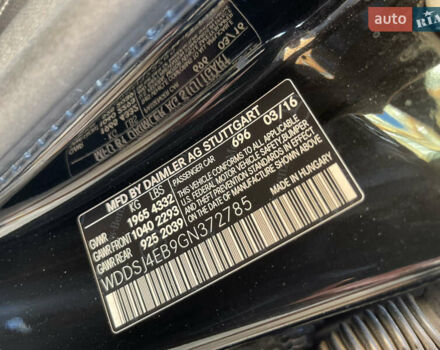 auto
RIA
MFD BY DAIMLER AG STUTTGART
KG LBS
GVWR 1965 4332
GAWR FRONT 1040 2293
GAWR REAR 925 2039
PASSENGER CAR 696 03/16
THIS VEHICLE CONFORMS TO ALL APPLICABLE
FEDERAL MOTOR VEHICLE SAFETY, BUMPER,
AND THEFT PREVENTION STANDARDS IN
EFFECT ON THE DATE OF MANUFACTURE
SHOWN ABOVE
MADE IN HUNGARY
WDDSJ4EB9GN372785